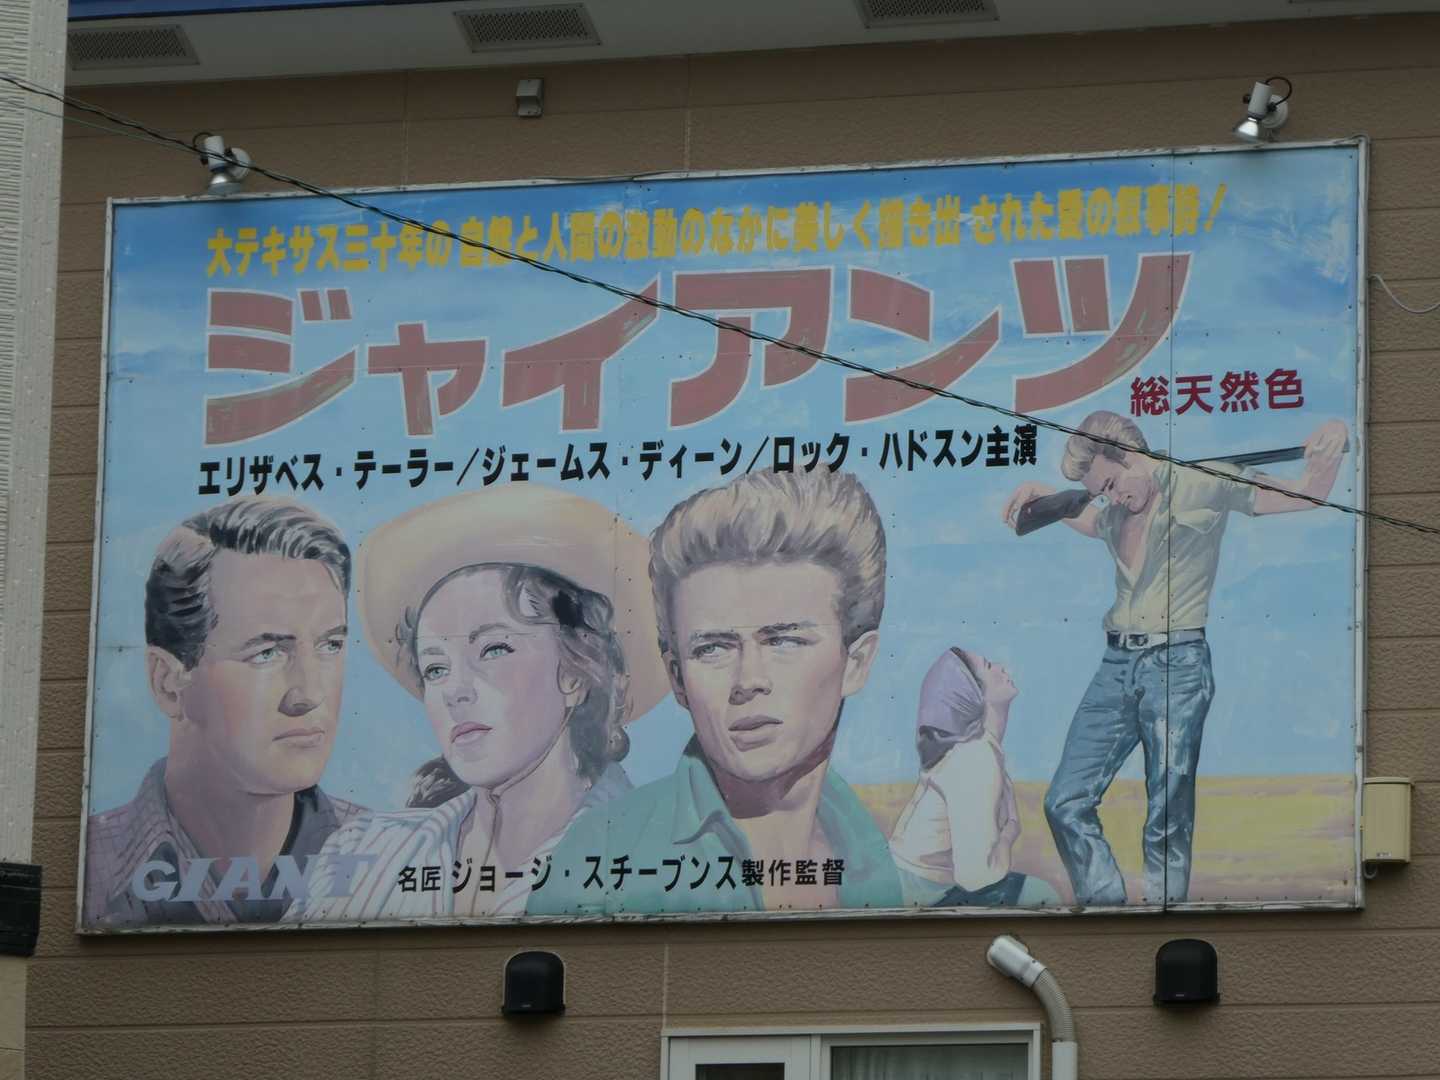 大テキサス三十年の自然と人間の激動のなかに美しく描き出された愛の叙事詩!
ジャイアンツ
総天然色
エリザベス・テーラー/ジェームス・ディーン/ロック・ハドスン主演
GIANT
名匠ジョージ・スチーブンス製作監督